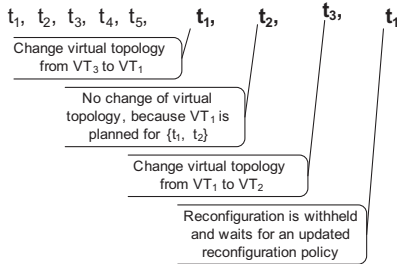 t1, t2, t3, t4, t5, t1, t2, t3, t1
Change virtual topology
from VT3 to VT1
No change of virtual
topology, because VT1 is
planned for {t1, t2}
Change virtual topology
from VT1 to VT2
Reconfiguration is withheld
and waits for an updated
reconfiguration policy